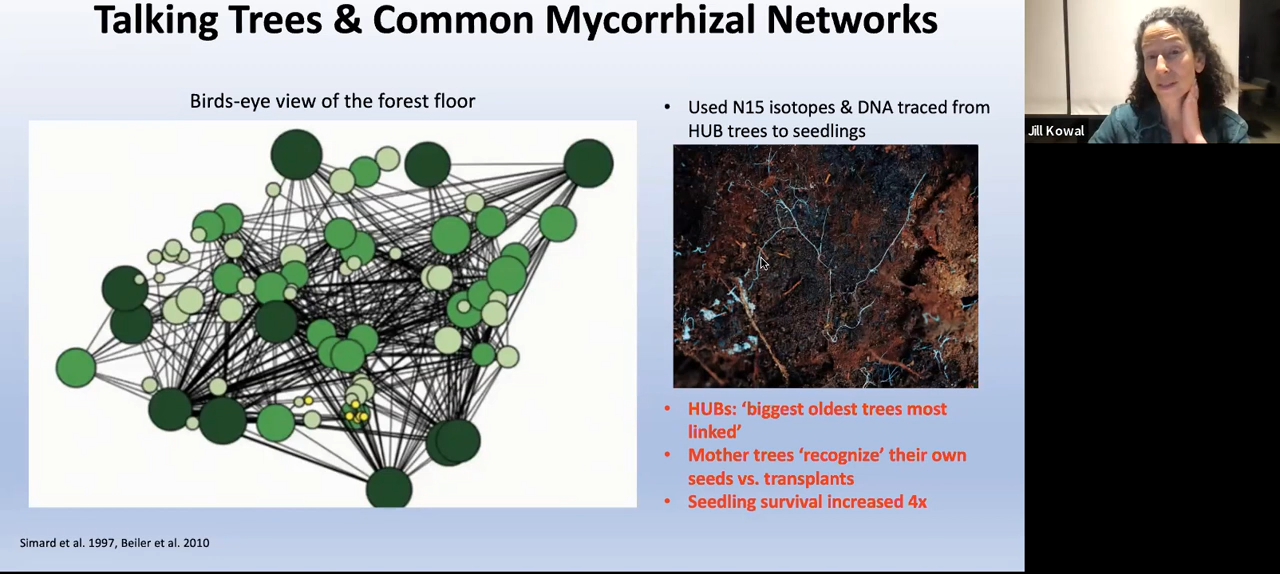 Talking Trees & Common Mycorrhizal Networks
Birds-eye view of the forest floor
• Used N15 isotopes & DNA traced from
HUB trees to seedlings
• HUBs: ‘biggest oldest trees most
linked’
• Mother trees ‘recognize’ their own
seeds vs. transplants
• Seedling survival increased 4x
Simard et al. 1997, Beiler et al. 2010
Jill Kowal